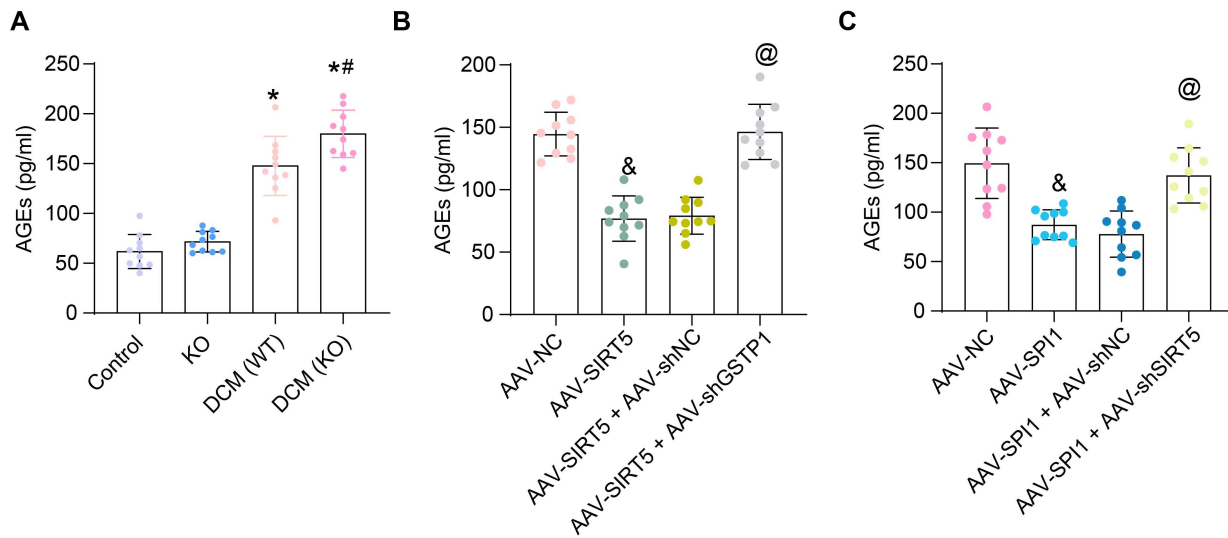 A
AGEs (pg/ml)
250
200
150
100
50
0
*
*#
Control
KO
DCM (WT)
DCM (KO)
B
AGEs (pg/ml)
200
150
100
50
0
&
@
AAV-NC
AAV-SIRT5
AAV-SIRT5 + AAV-shNC
AAV-SIRT5 + AAV-shGSTP1
C
AGEs (pg/ml)
250
200
150
100
50
0
&
@
AAV-NC
AAV-SPI1
AAV-SPI1 + AAV-shNC
AAV-SPI1 + AAV-shSIRT5